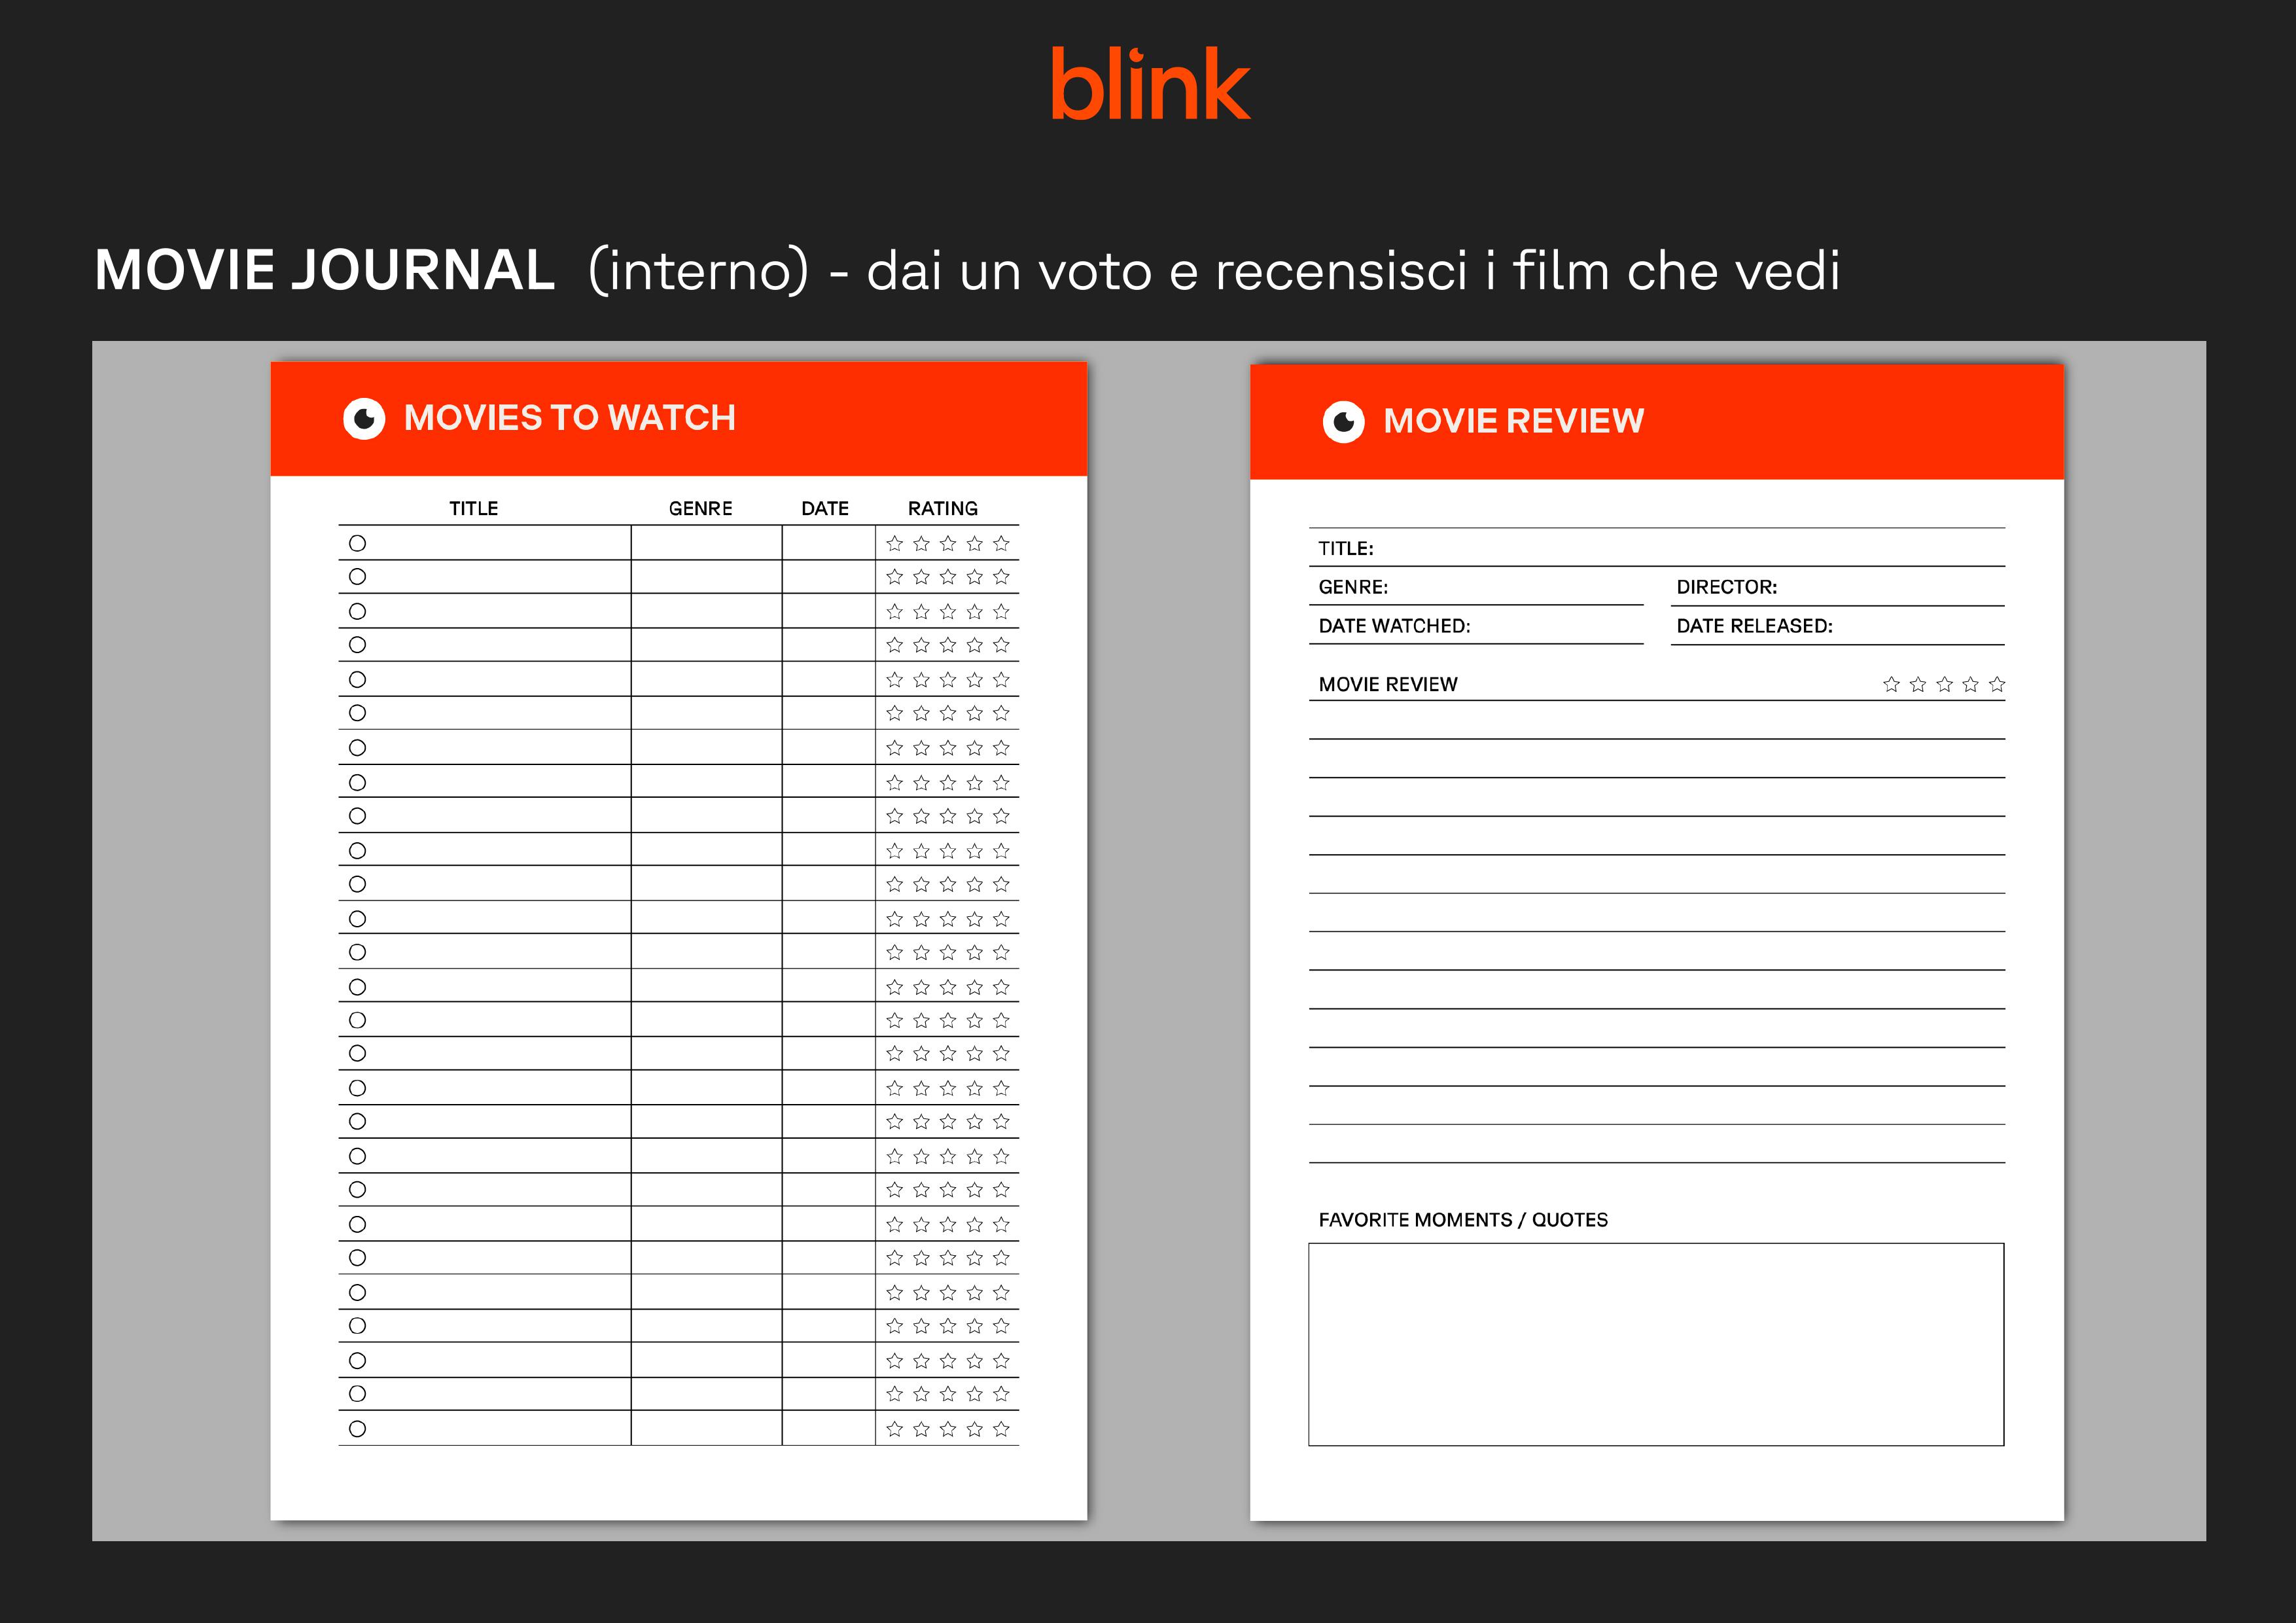 blink
MOVIE JOURNAL (interno) - dai un voto e recensisci i film che vedi
MOVIES TO WATCH
TITLE GENRE DATE RATING
MOVIE REVIEW
TITLE:
GENRE: DIRECTOR:
DATE WATCHED: DATE RELEASED:
MOVIE REVIEW
FAVORITE MOMENTS / QUOTES